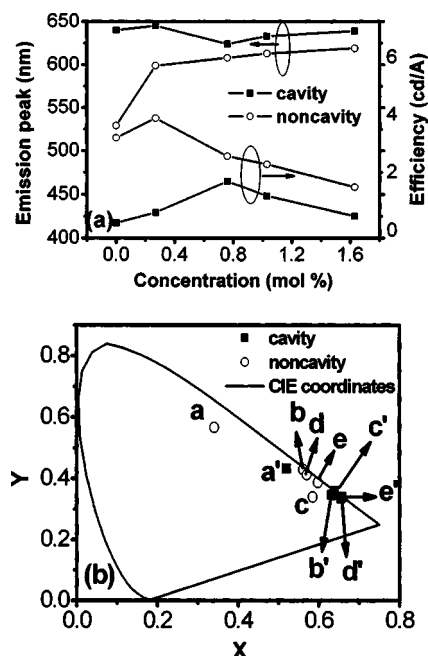 650
600
550
500
450
400
Emission peak (nm)
6
4
2
0
Efficiency (cd/A)
cavity
noncavity
(a)
0.0
0.4
0.8
1.2
1.6
Concentration (mol %)
0.8
0.6
0.4
0.2
0.0
Y
cavity
noncavity
CIE coordinates
a
b
d
c'
e
a'
c
e'
b'
d'
(b)
0.0
0.2
0.4
0.6
0.8
X